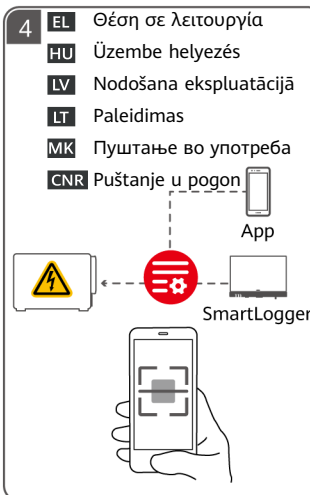 4
EL Θέση σε λειτουργία
HU Üzembe helyezés
LV Nodošana ekspluatācijā
LT Paleidimas
MK Пуштање во употреба
CNR Puštanje u pogon
App
SmartLogger